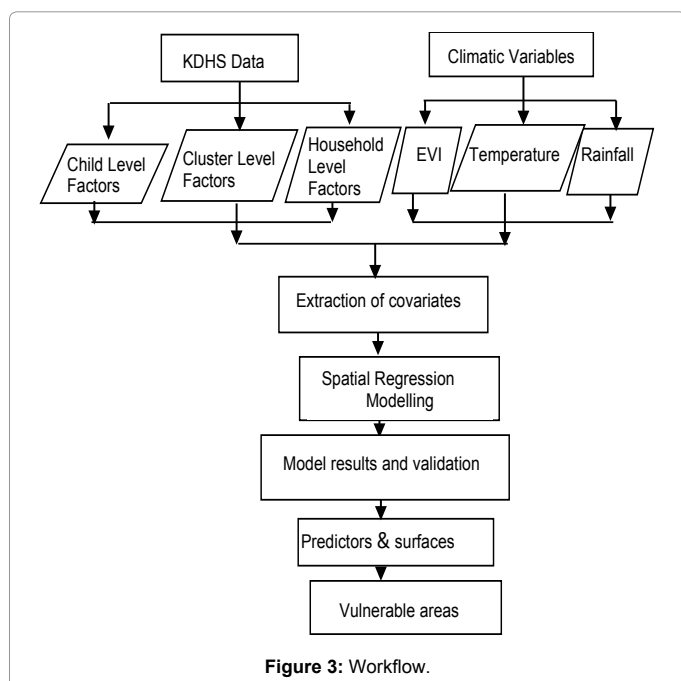 KDHS Data
Climatic Variables
Child Level
Factors
Cluster Level
Factors
Household
Level
Factors
EVI
Temperature
Rainfall
Extraction of covariates
Spatial Regression
Modelling
Model results and validation
Predictors & surfaces
Vulnerable areas
Figure 3: Workflow.